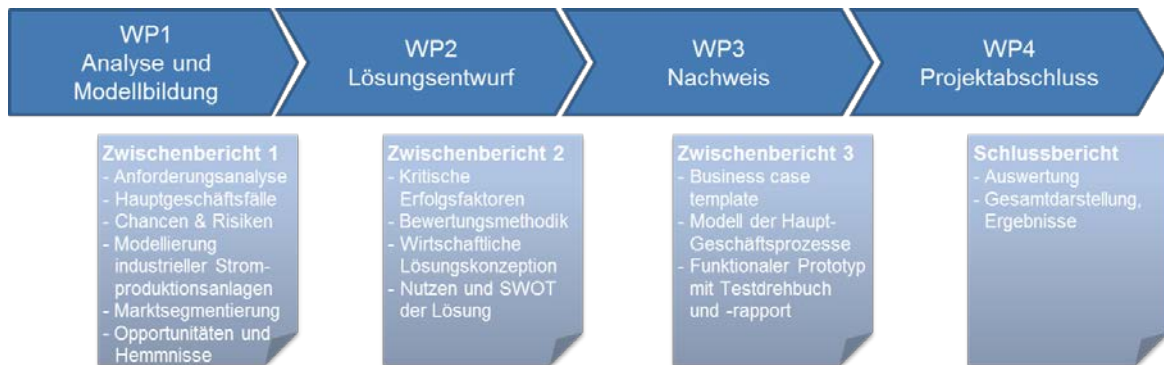 WP1
Analyse und
Modellbildung
WP2
Lösungsentwurf
WP3
Nachweis
WP4
Projektabschluss
Zwischenbericht 1
- Anforderungsanalyse
- Hauptgeschäftsfälle
- Chancen & Risiken
- Modellierung
industrieller Strom-
produktionsanlagen
- Marktsegmentierung
- Opportunitäten und
Hemmnisse
Zwischenbericht 2
- Kritische
Erfolgsfaktoren
- Bewertungsmethodik
- Wirtschaftliche
Lösungskonzeption
- Nutzen und SWOT
der Lösung
Zwischenbericht 3
- Business case
template
- Modell der Haupt-
Geschäftsprozesse
- Funktionaler Prototyp
mit Testdrehbuch
und -rapport
Schlussbericht
- Auswertung
- Gesamtdarstellung,
Ergebnisse